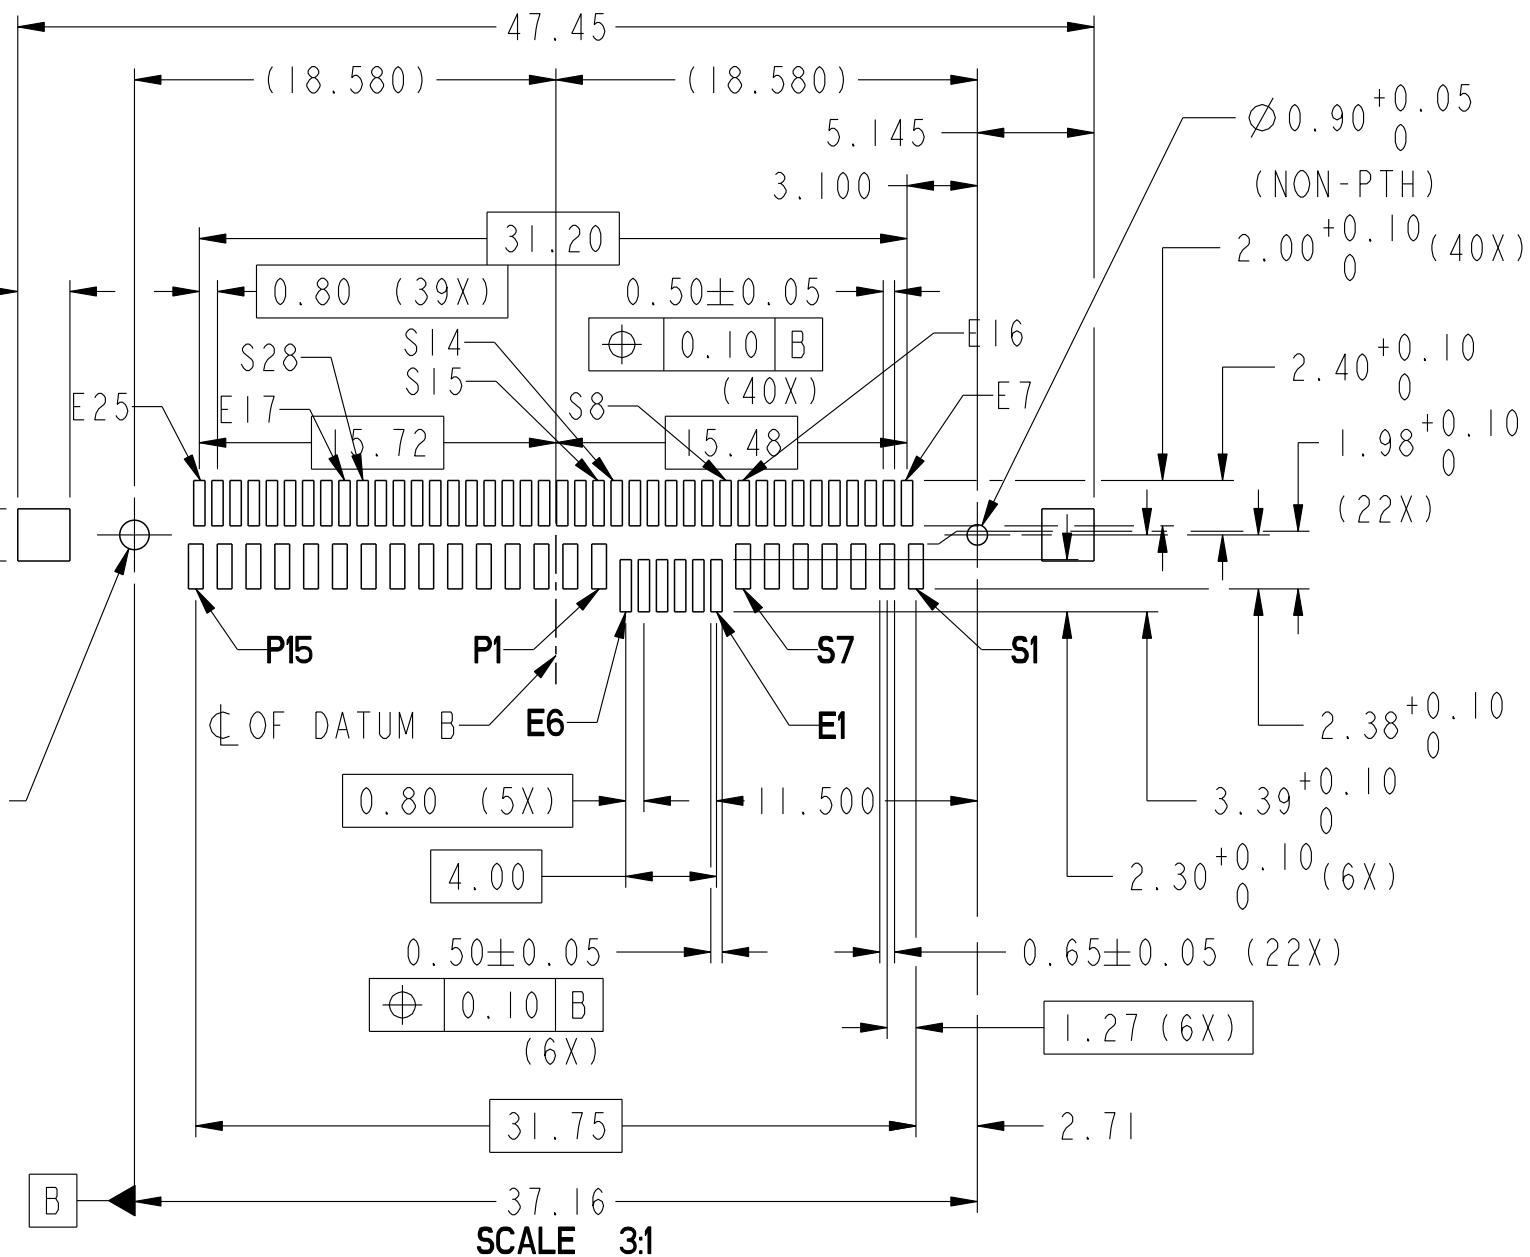 47.45
(18.580)
(18.580)
5.145
Ø0.90 +0.05 0
(NON-PTH)
3.100
2.00 +0.10 0 (40X)
31.20
0.80 (39X)
0.50±0.05
⌖ 0.10 B
(40X)
S14
E16
S28
S15
2.40 +0.10 0
E25
E17
S8
E7
15.72
15.48
1.98 +0.10 0
(22X)
P15
P1
S7
S1
℄ OF DATUM B
E6
E1
2.38 +0.10 0
0.80 (5X)
11.500
3.39 +0.10 0
4.00
2.30 +0.10 0 (6X)
0.50±0.05
0.65±0.05 (22X)
⌖ 0.10 B
(6X)
1.27 (6X)
31.75
2.71
B
37.16
SCALE 3:1